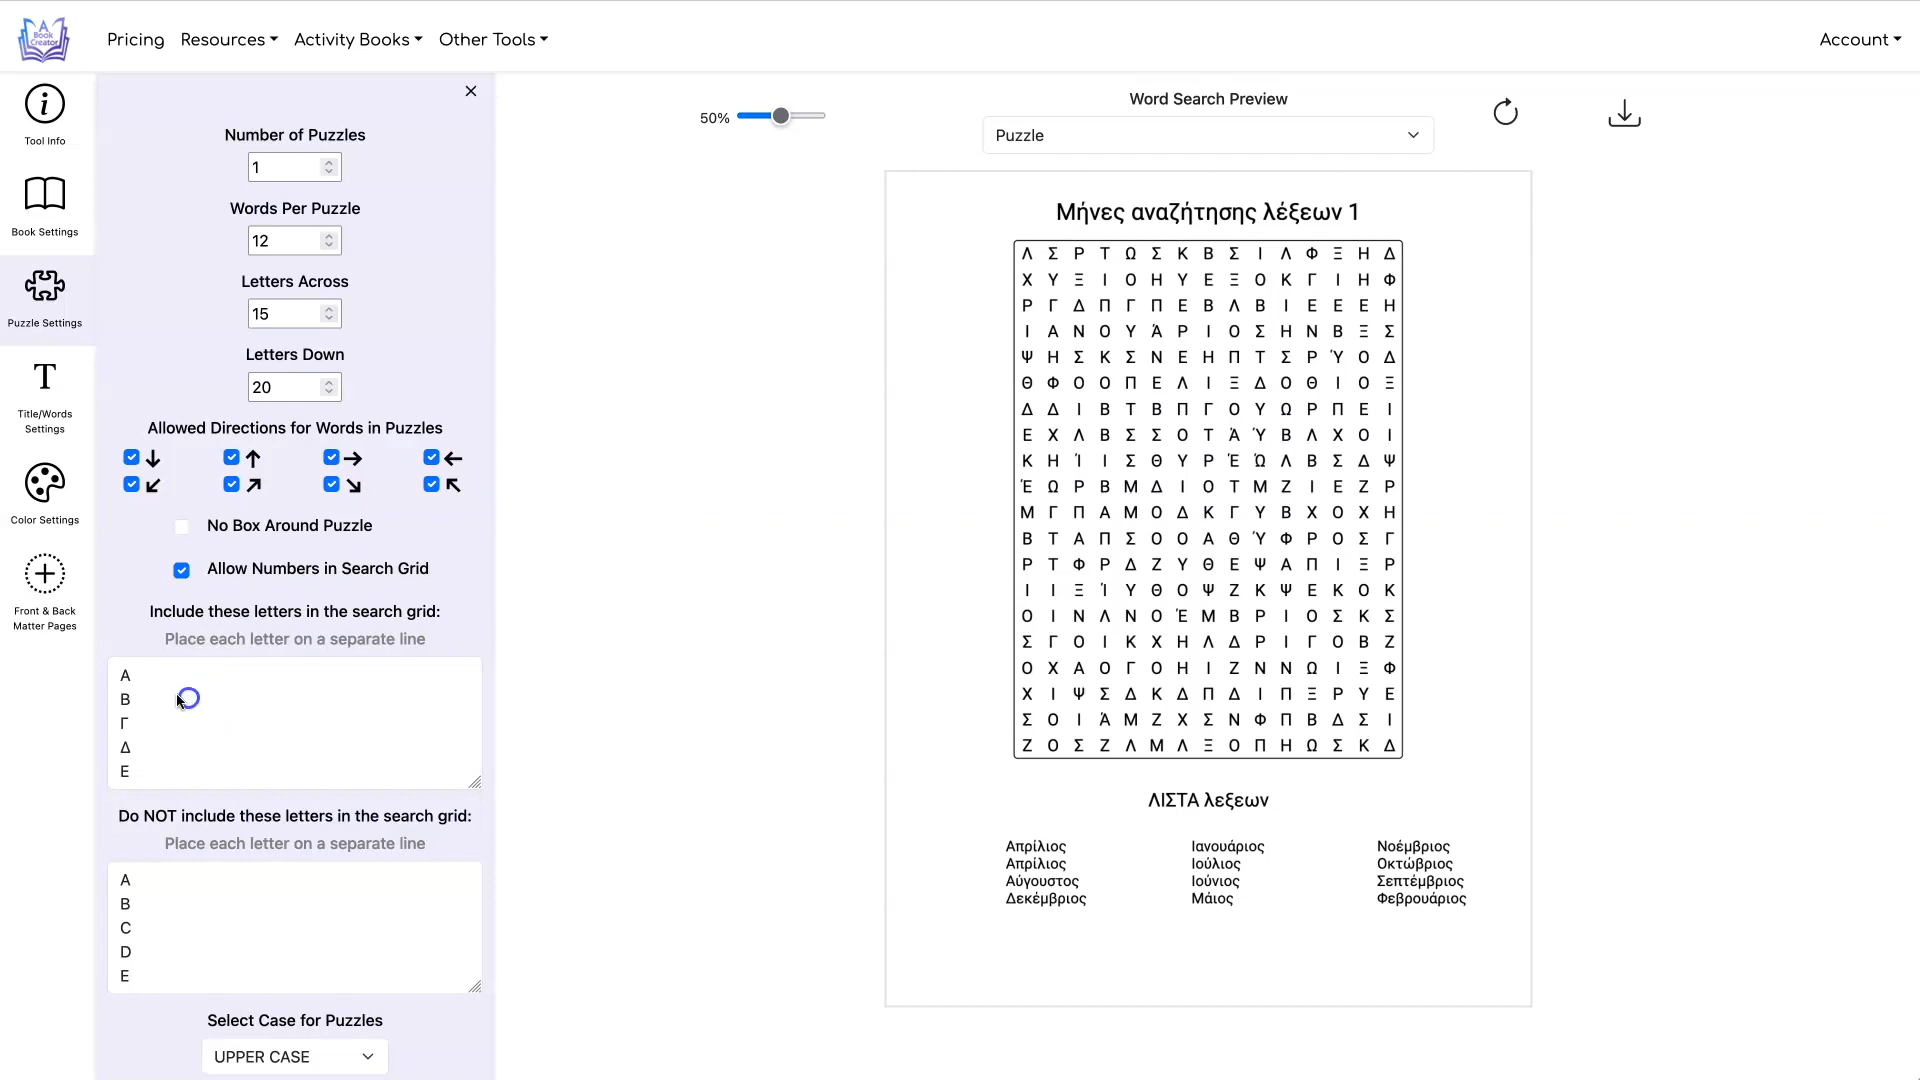 A Book Creator
Pricing Resources Activity Books Other Tools Account
Tool Info
Book Settings
Puzzle Settings
Title/Words Settings
Color Settings
Front & Back Matter Pages
Number of Puzzles
1
Words Per Puzzle
12
Letters Across
15
Letters Down
20
Allowed Directions for Words in Puzzles
No Box Around Puzzle
Allow Numbers in Search Grid
Include these letters in the search grid:
Place each letter on a separate line
Α
Β
Γ
Δ
Ε
Do NOT include these letters in the search grid:
Place each letter on a separate line
A
B
C
D
E
Select Case for Puzzles
UPPER CASE
50%
Word Search Preview
Puzzle
Μήνες αναζήτησης λέξεων 1
Λ Σ Ρ Τ Ω Σ Κ Β Σ Ι Λ Φ Ξ Η Δ
Χ Υ Ξ Ι Ο Η Υ Ε Ξ Ο Κ Γ Ι Η Φ
Ρ Γ Δ Π Γ Π Ε Β Λ Β Ι Ε Ε Ε Η
Ι Α Ν Ο Υ Ά Ρ Ι Ο Σ Η Ν Β Ξ Σ
Ψ Η Σ Κ Σ Ν Ε Η Π Τ Σ Ρ Ύ Ο Δ
Θ Φ Ο Ο Π Ε Λ Ι Ξ Δ Ο Θ Ι Ο Ξ
Δ Δ Ι Β Τ Β Π Γ Ο Υ Ω Ρ Π Ε Ι
Ε Χ Λ Β Σ Σ Ο Τ Ά Ύ Β Λ Χ Ο Ι
Κ Η Ί Ι Σ Θ Υ Ρ Έ Ώ Λ Β Σ Δ Ψ
Έ Ω Ρ Β Μ Δ Ι Ο Τ Μ Ζ Ι Ε Ζ Ρ
Μ Γ Π Α Μ Ο Δ Κ Γ Υ Β Χ Ο Χ Η
Β Τ Α Π Σ Ο Ο Α Θ Ύ Φ Ρ Ο Σ Γ
Ρ Τ Φ Ρ Δ Ζ Υ Θ Ε Ψ Α Π Ι Ξ Ρ
Ι Ι Ξ Ί Υ Θ Ο Ψ Ζ Κ Ψ Ε Κ Ο Κ
Ο Ι Ν Λ Ν Ο Έ Μ Β Ρ Ι Ο Σ Κ Σ
Σ Γ Ο Ι Κ Χ Η Λ Δ Ρ Ι Γ Ο Β Ζ
Ο Χ Α Ο Γ Ο Η Ι Ζ Ν Ν Ω Ι Ξ Φ
Χ Ι Ψ Σ Δ Κ Δ Π Δ Ι Π Ξ Ρ Υ Ε
Σ Ο Ι Ά Μ Ζ Χ Σ Ν Φ Π Β Δ Σ Ι
Ζ Ο Σ Ζ Λ Μ Λ Ξ Ο Π Η Ω Σ Κ Δ
ΛΙΣΤΑ λεξεων
Απρίλιος Ιανουάριος Νοέμβριος
Απρίλιος Ιούλιος Οκτώβριος
Αύγουστος Ιούνιος Σεπτέμβριος
Δεκέμβριος Μάιος Φεβρουάριος